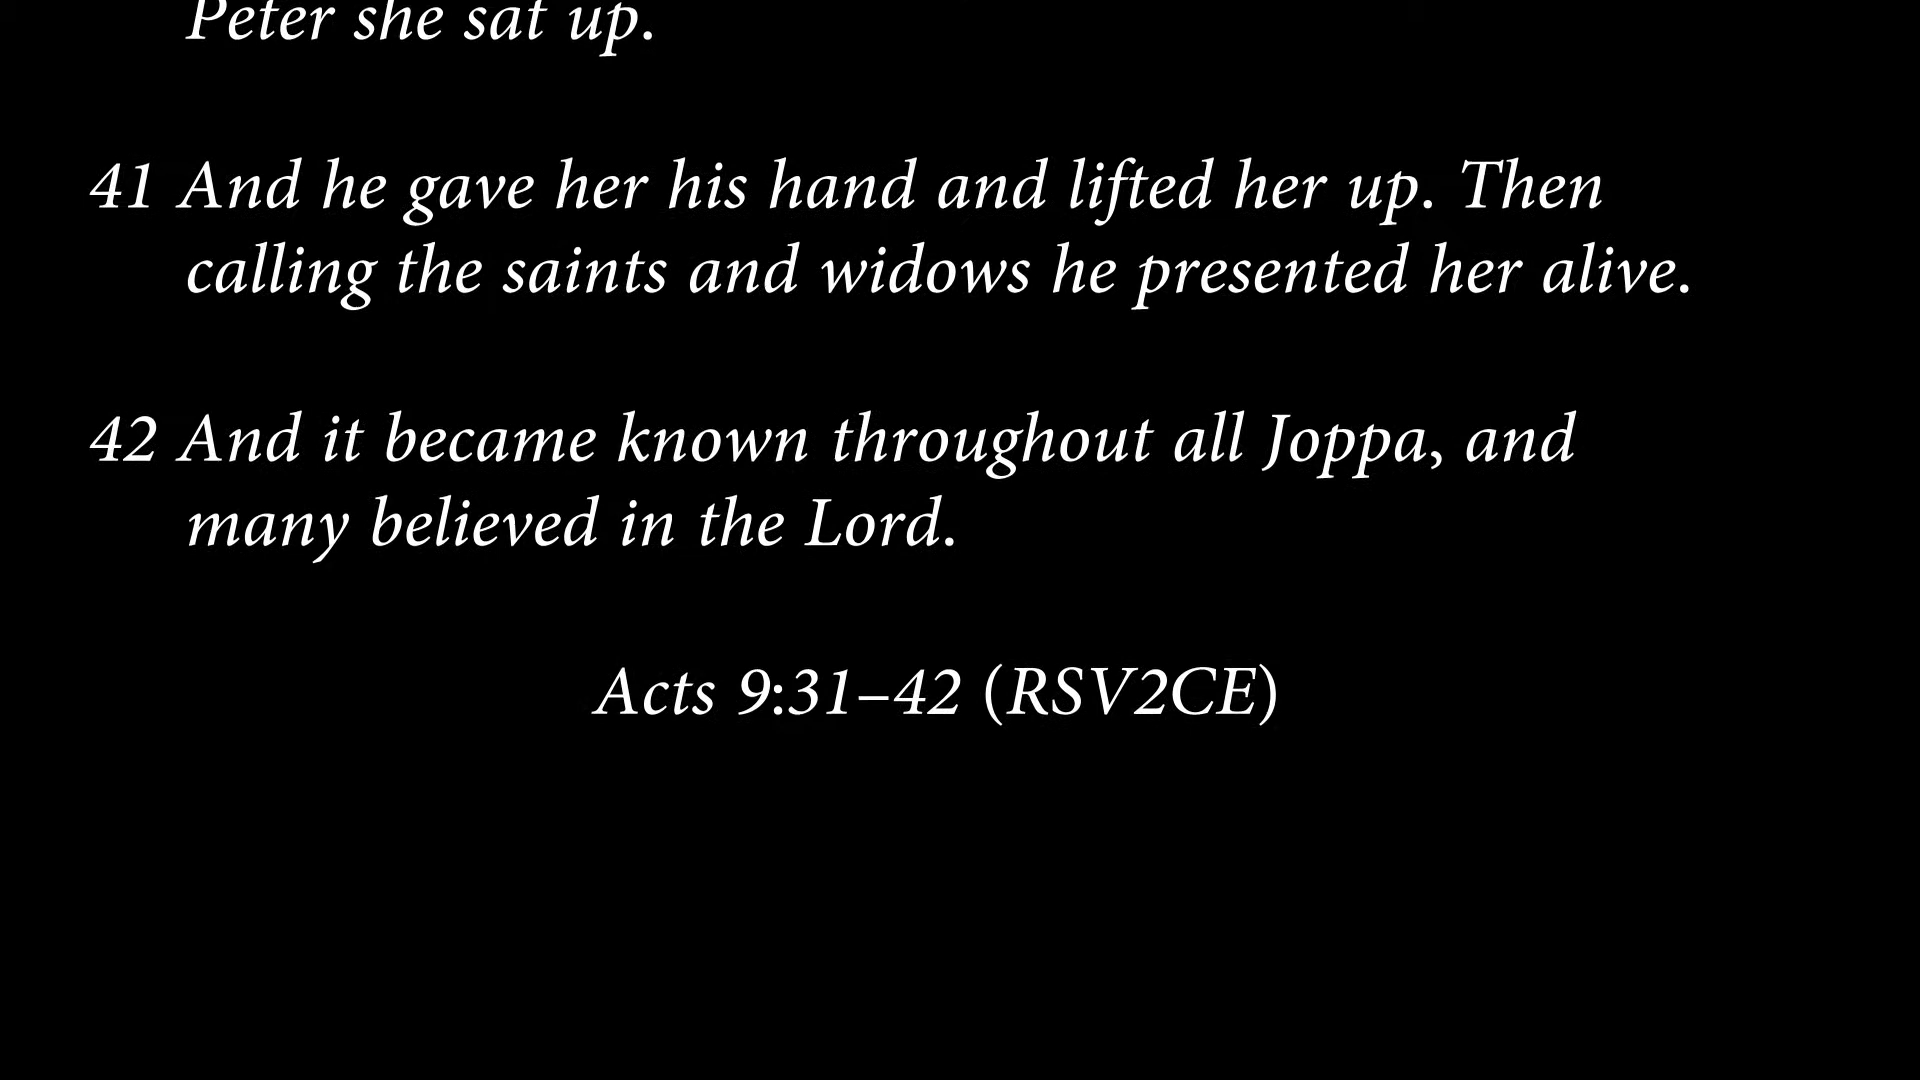 Peter she sat up.
41 And he gave her his hand and lifted her up. Then
calling the saints and widows he presented her alive.
42 And it became known throughout all Joppa, and
many believed in the Lord.
Acts 9:31–42 (RSV2CE)